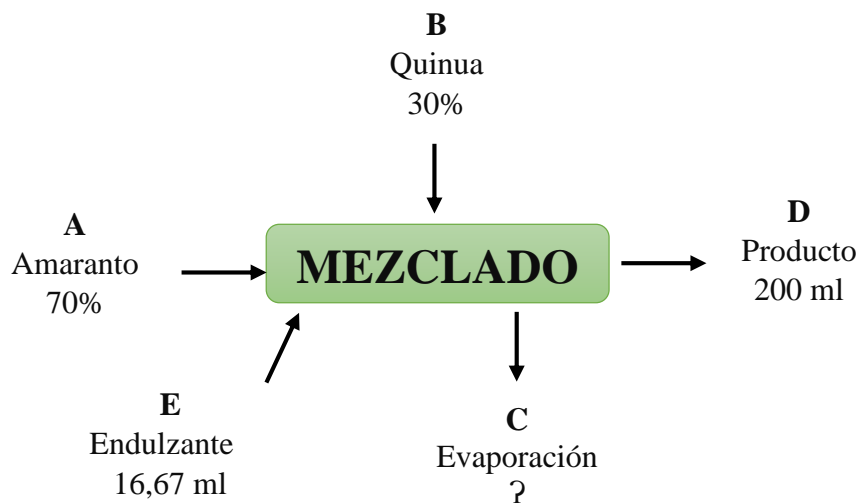 B
Quinua
30%
A
Amaranto
70%
MEZCLADO
D
Producto
200 ml
E
Endulzante
16,67 ml
C
Evaporación
?